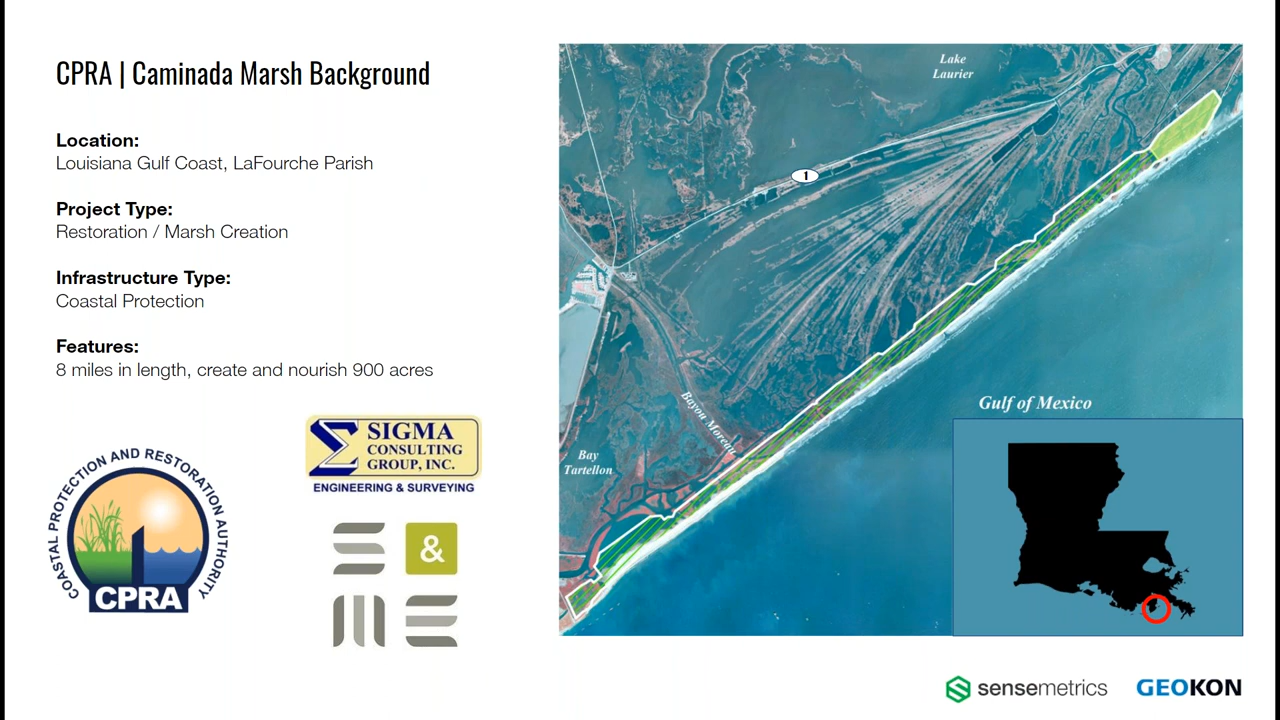 CPRA | Caminada Marsh Background
Location:
Louisiana Gulf Coast, LaFourche Parish
Project Type:
Restoration / Marsh Creation
Infrastructure Type:
Coastal Protection
Features:
8 miles in length, create and nourish 900 acres
COASTAL PROTECTION AND RESTORATION AUTHORITY
CPRA
Σ SIGMA
CONSULTING
GROUP, INC.
ENGINEERING & SURVEYING
S &
M E
Lake
Laurier
1
Bayou Moreau
Bay
Tartellon
Gulf of Mexico
sensemetrics
GEOKON